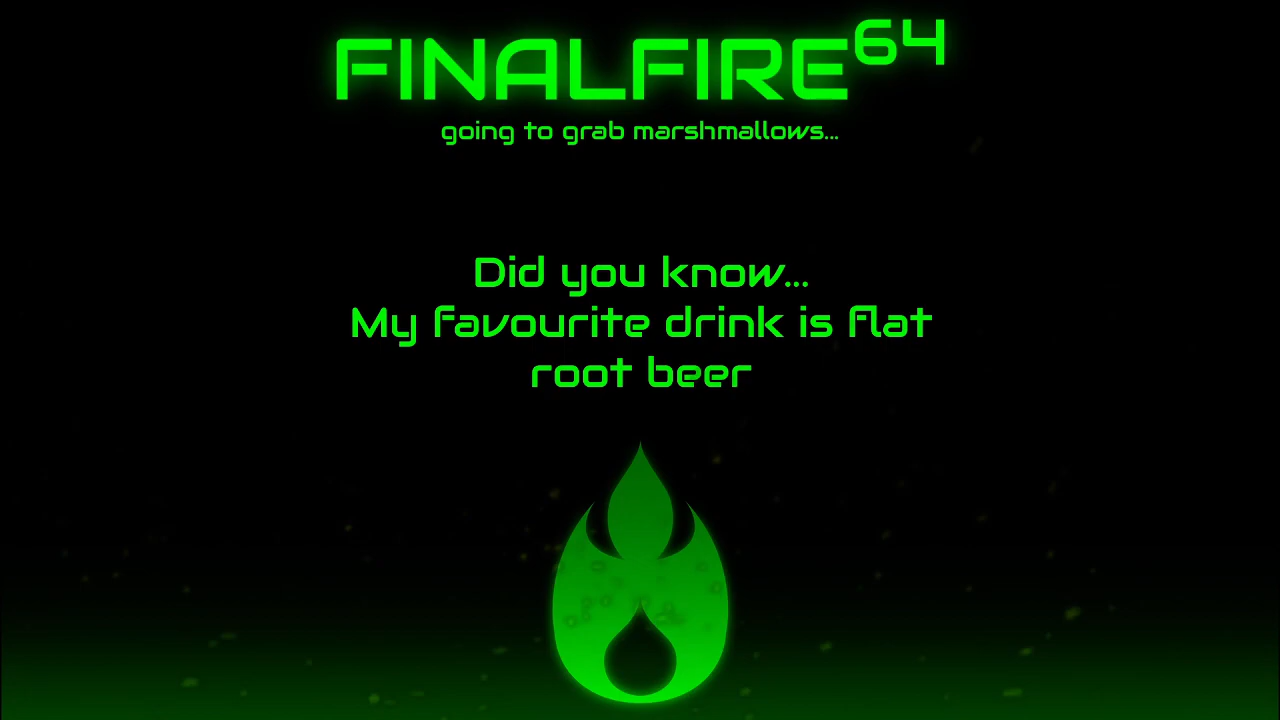 FINALFIRE64
going to grab marshmallows...
Did you know...
My favourite drink is flat
root beer